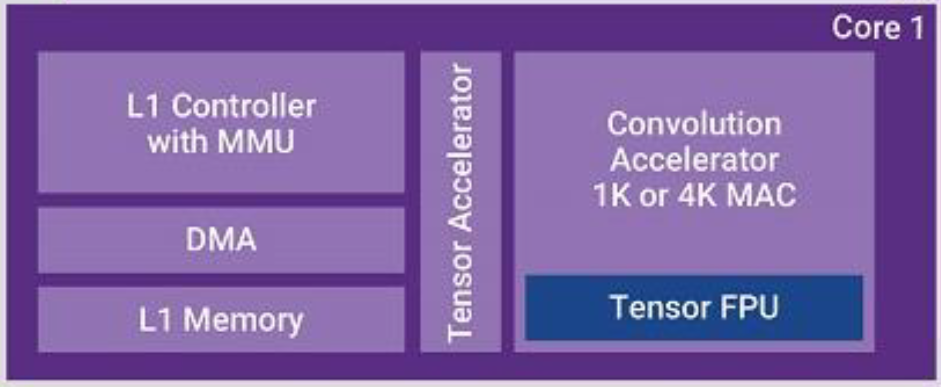 Core 1
L1 Controller
with MMU
DMA
L1 Memory
Tensor Accelerator
Convolution
Accelerator
1K or 4K MAC
Tensor FPU